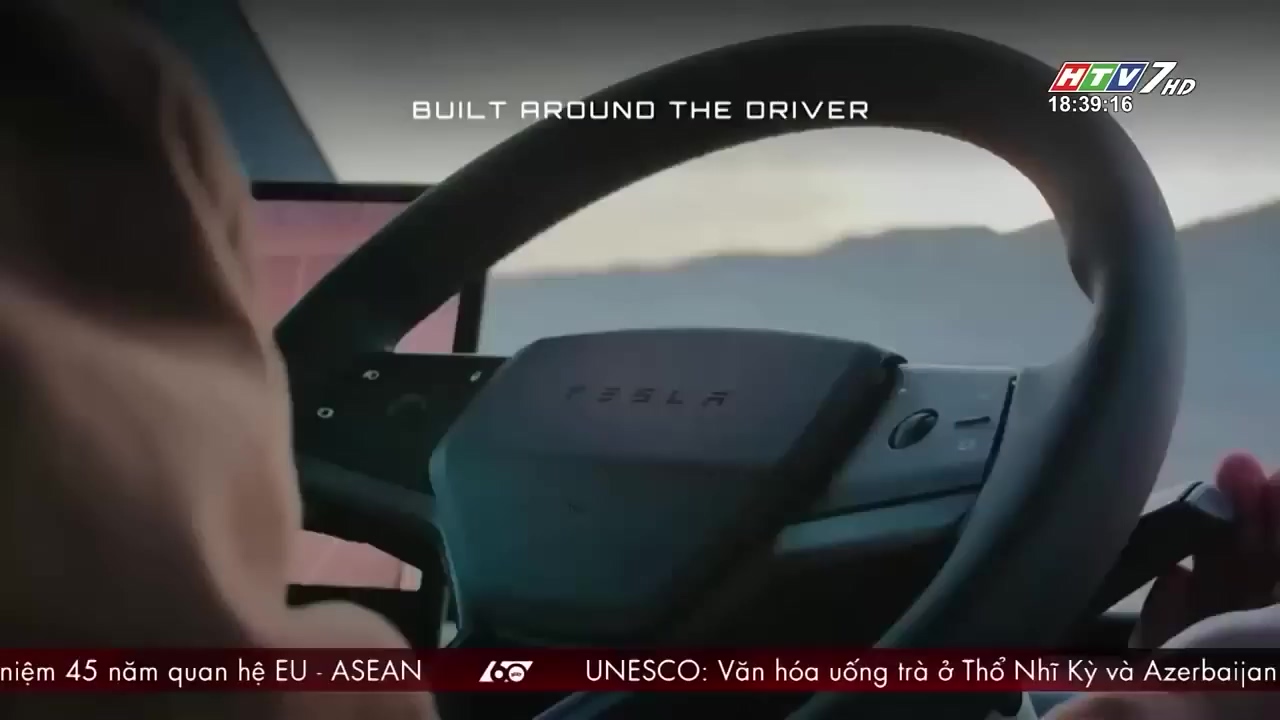 BUILT AROUND THE DRIVER
HTV7 HD
18:39:16
TESLA
niệm 45 năm quan hệ EU - ASEAN
60 UNESCO: Văn hóa uống trà ở Thổ Nhĩ Kỳ và Azerbaijan